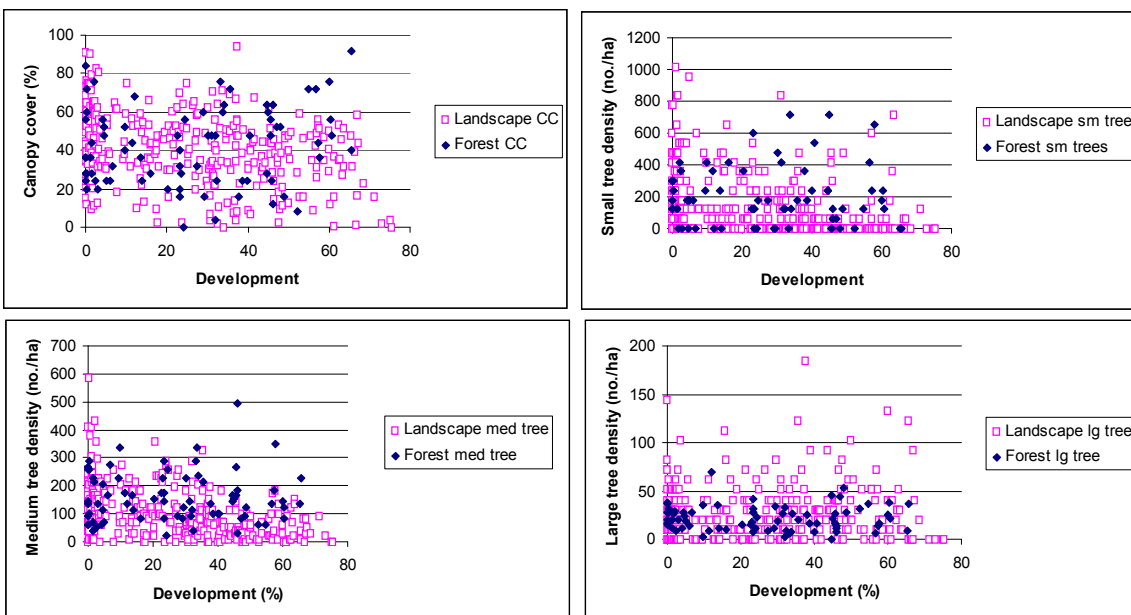 Canopy cover (%)
100
80
60
40
20
0
0 20 40 60 80
Development
Landscape CC
Forest CC
Small tree density (no./ha)
1200
1000
800
600
400
200
0
0 20 40 60 80
Development
Landscape sm tree
Forest sm trees
Medium tree density (no./ha)
700
600
500
400
300
200
100
0
0 20 40 60 80
Development (%)
Landscape med tree
Forest med tree
Large tree density (no./ha)
200
150
100
50
0
0 20 40 60 80
Development (%)
Landscape lg tree
Forest lg tree